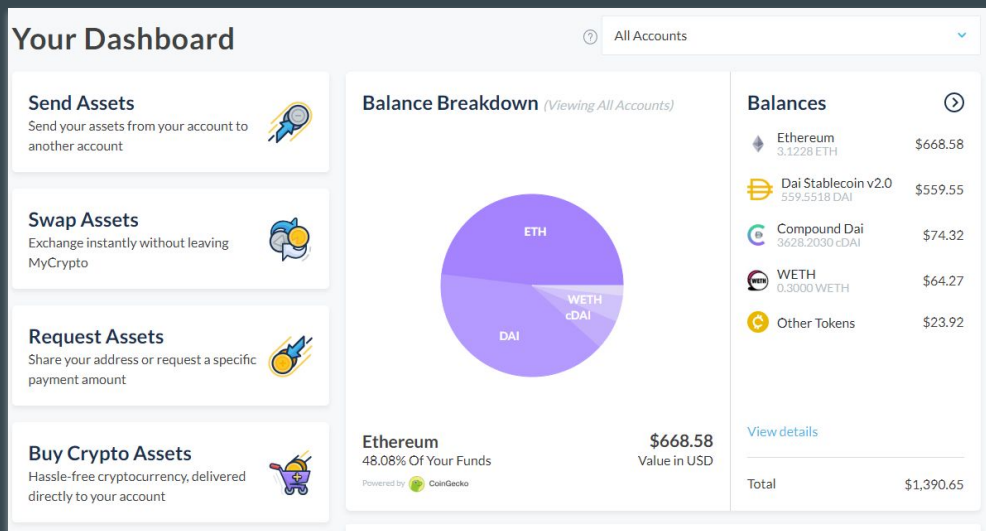 Your Dashboard
All Accounts
Send Assets
Send your assets from your account to
another account
Swap Assets
Exchange instantly without leaving
MyCrypto
Request Assets
Share your address or request a specific
payment amount
Buy Crypto Assets
Hassle-free cryptocurrency, delivered
directly to your account
Balance Breakdown (Viewing All Accounts)
ETH
WETH
cDAI
DAI
Ethereum $668.58
48.08% Of Your Funds Value in USD
Powered by CoinGecko
Balances
Ethereum $668.58
3.1228 ETH
Dai Stablecoin v2.0 $559.55
559.5518 DAI
Compound Dai $74.32
3628.2030 cDAI
WETH
WETH $64.27
0.3000 WETH
Other Tokens $23.92
View details
Total $1,390.65